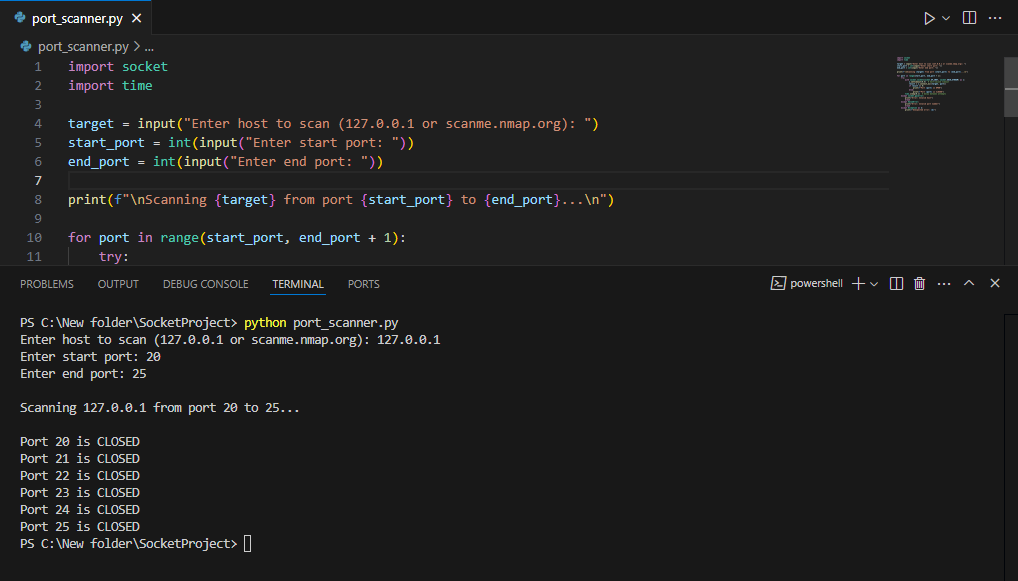 port_scanner.py
port_scanner.py > ...
1 import socket
2 import time
3
4 target = input("Enter host to scan (127.0.0.1 or scanme.nmap.org): ")
5 start_port = int(input("Enter start port: "))
6 end_port = int(input("Enter end port: "))
7
8 print(f"\nScanning {target} from port {start_port} to {end_port}...\n")
9
10 for port in range(start_port, end_port + 1):
11 try:
PROBLEMS OUTPUT DEBUG CONSOLE TERMINAL PORTS powershell
PS C:\New folder\SocketProject> python port_scanner.py
Enter host to scan (127.0.0.1 or scanme.nmap.org): 127.0.0.1
Enter start port: 20
Enter end port: 25
Scanning 127.0.0.1 from port 20 to 25...
Port 20 is CLOSED
Port 21 is CLOSED
Port 22 is CLOSED
Port 23 is CLOSED
Port 24 is CLOSED
Port 25 is CLOSED
PS C:\New folder\SocketProject>